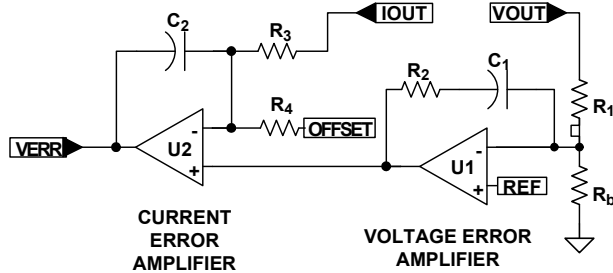 C2
R3
IOUT
VOUT
R2
C1
R1
R4
OFFSET
-
U2
+
VERR
-
U1
+
REF
Rb
CURRENT
ERROR
AMPLIFIER
VOLTAGE ERROR
AMPLIFIER